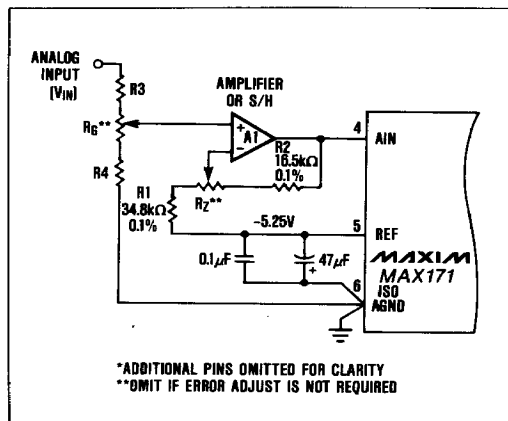 ANALOG
INPUT
[VIN]
R3
RG**
R4
AMPLIFIER
OR S/H
+
A1
−
R2
16.5kΩ
0.1%
R1
34.8kΩ
0.1%
RZ**
−5.25V
0.1µF
47µF
+
4
AIN
5
REF
MAXIM
MAX171
6
ISO
AGND
*ADDITIONAL PINS OMITTED FOR CLARITY
**OMIT IF ERROR ADJUST IS NOT REQUIRED